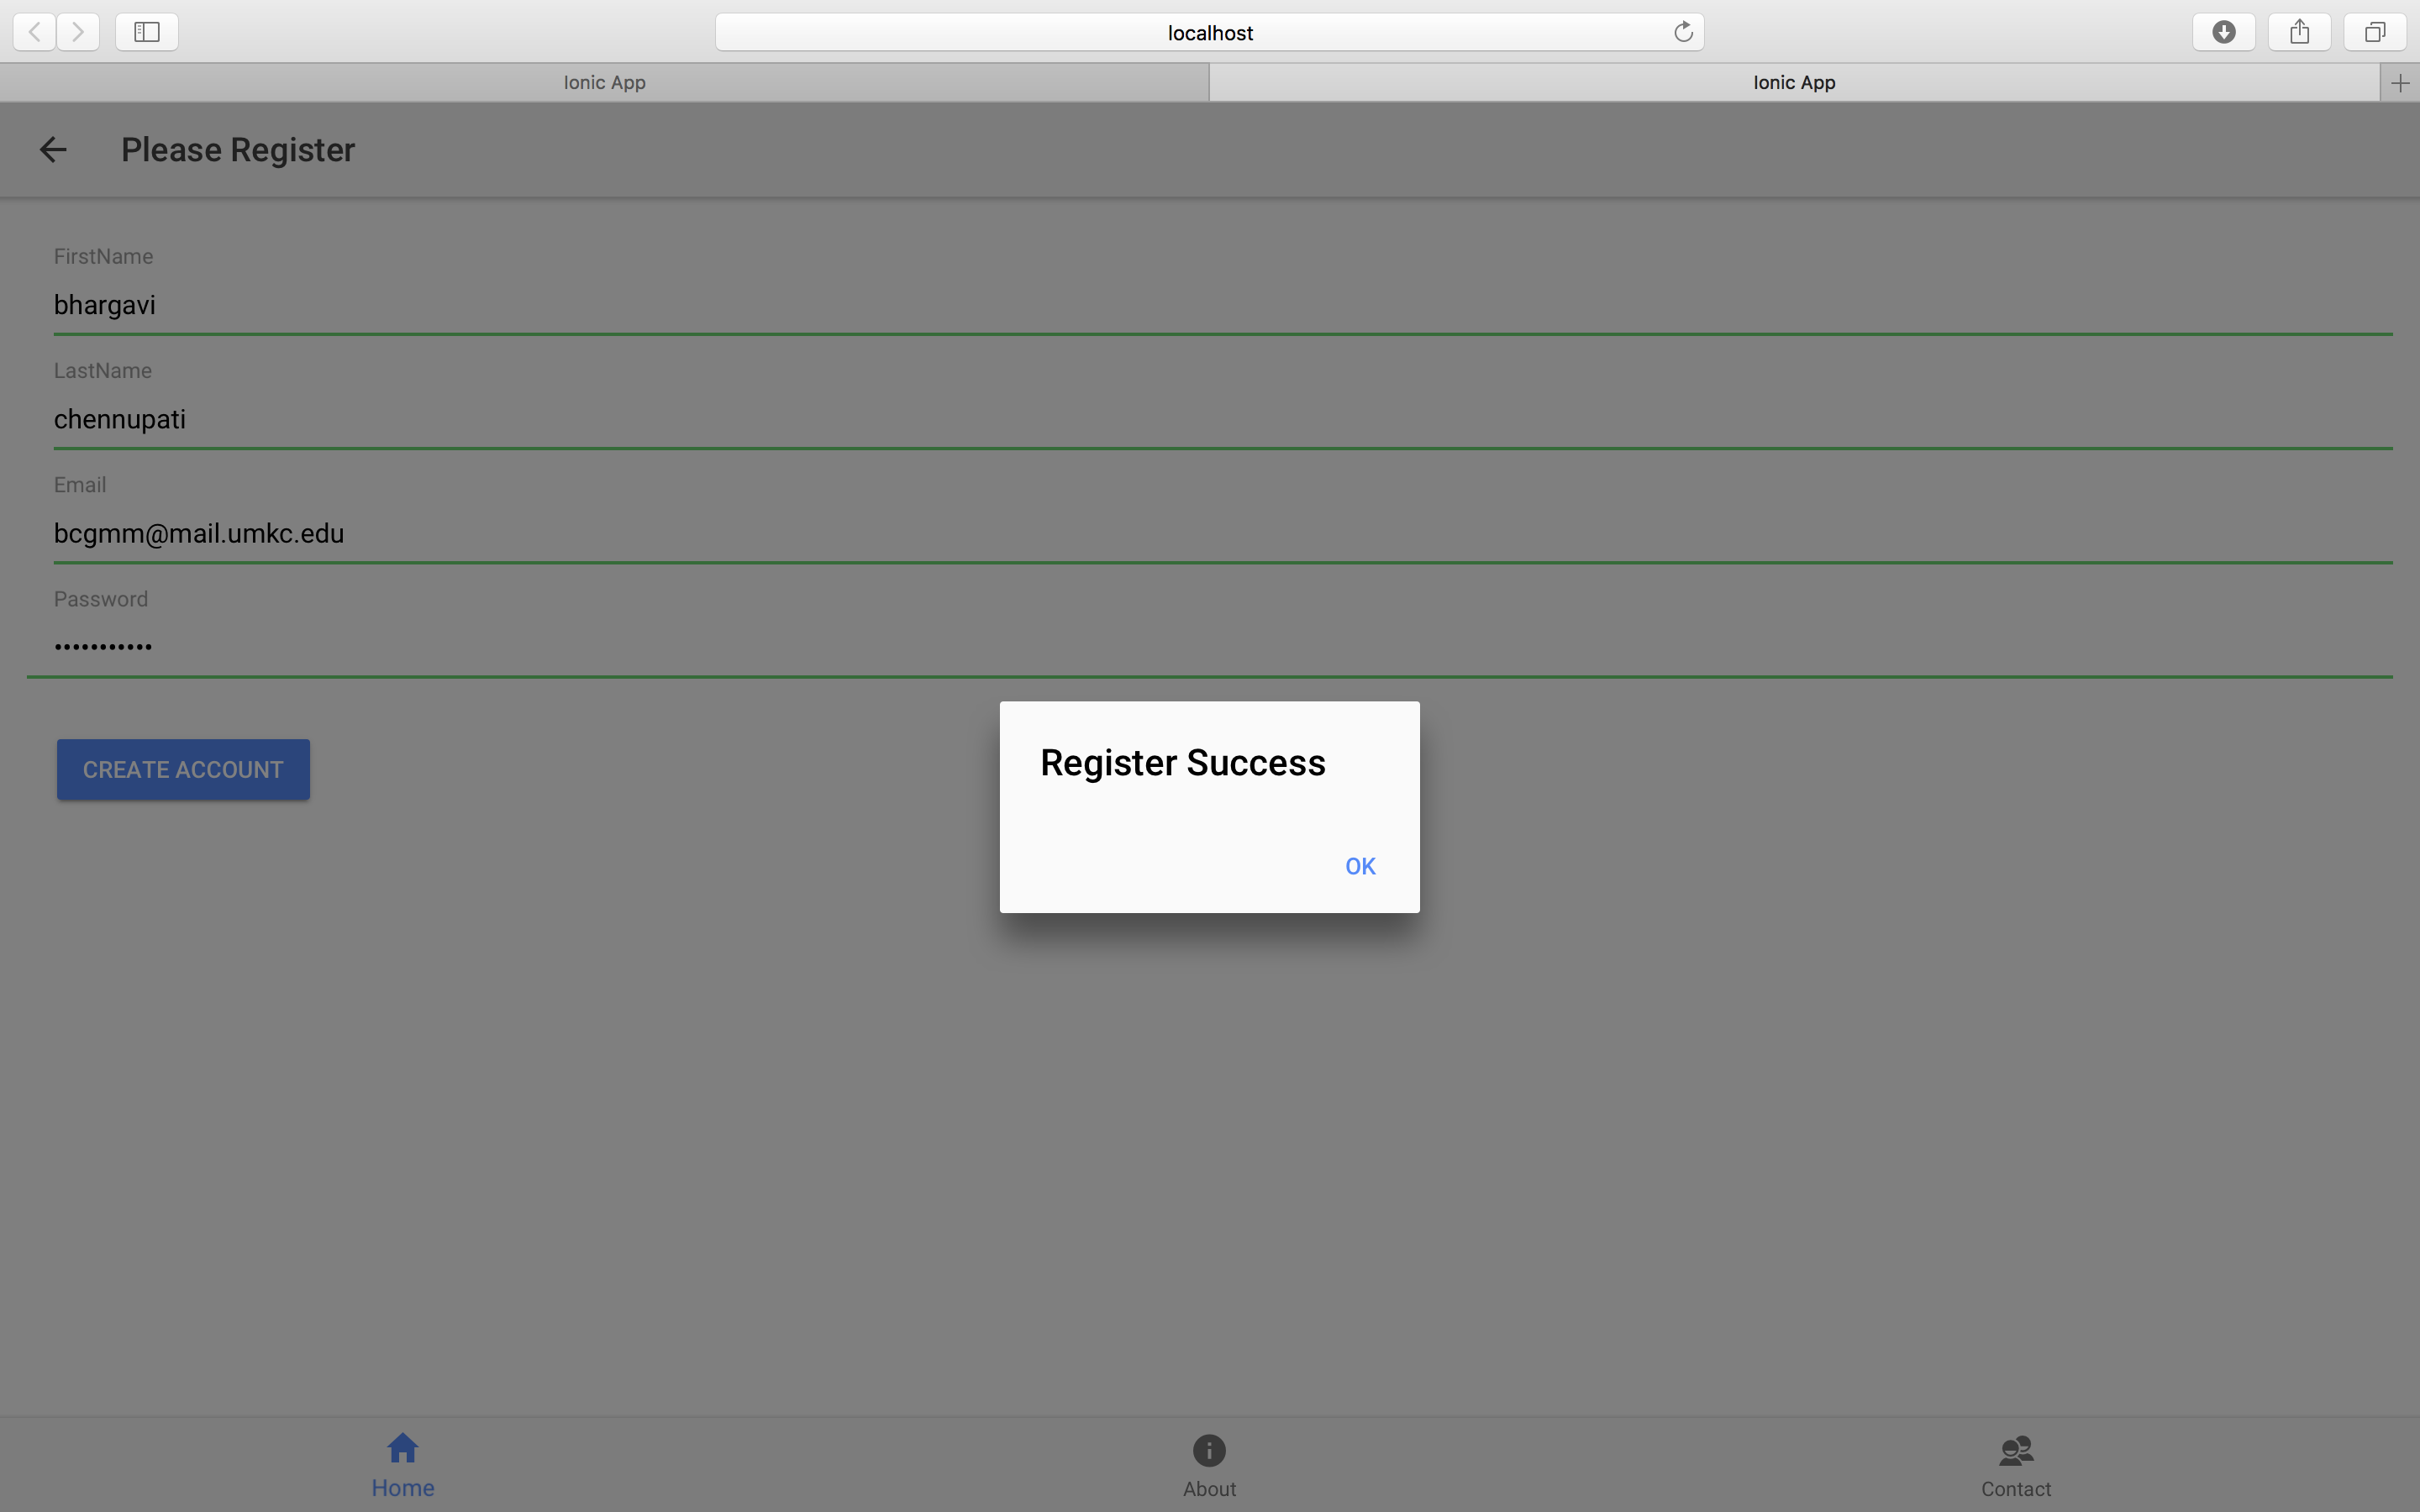 localhost
Ionic App
Ionic App
Please Register
FirstName
bhargavi
LastName
chennupati
Email
bcgmm@mail.umkc.edu
Password
•••••••••••
CREATE ACCOUNT
Register Success
OK
Home
About
Contact